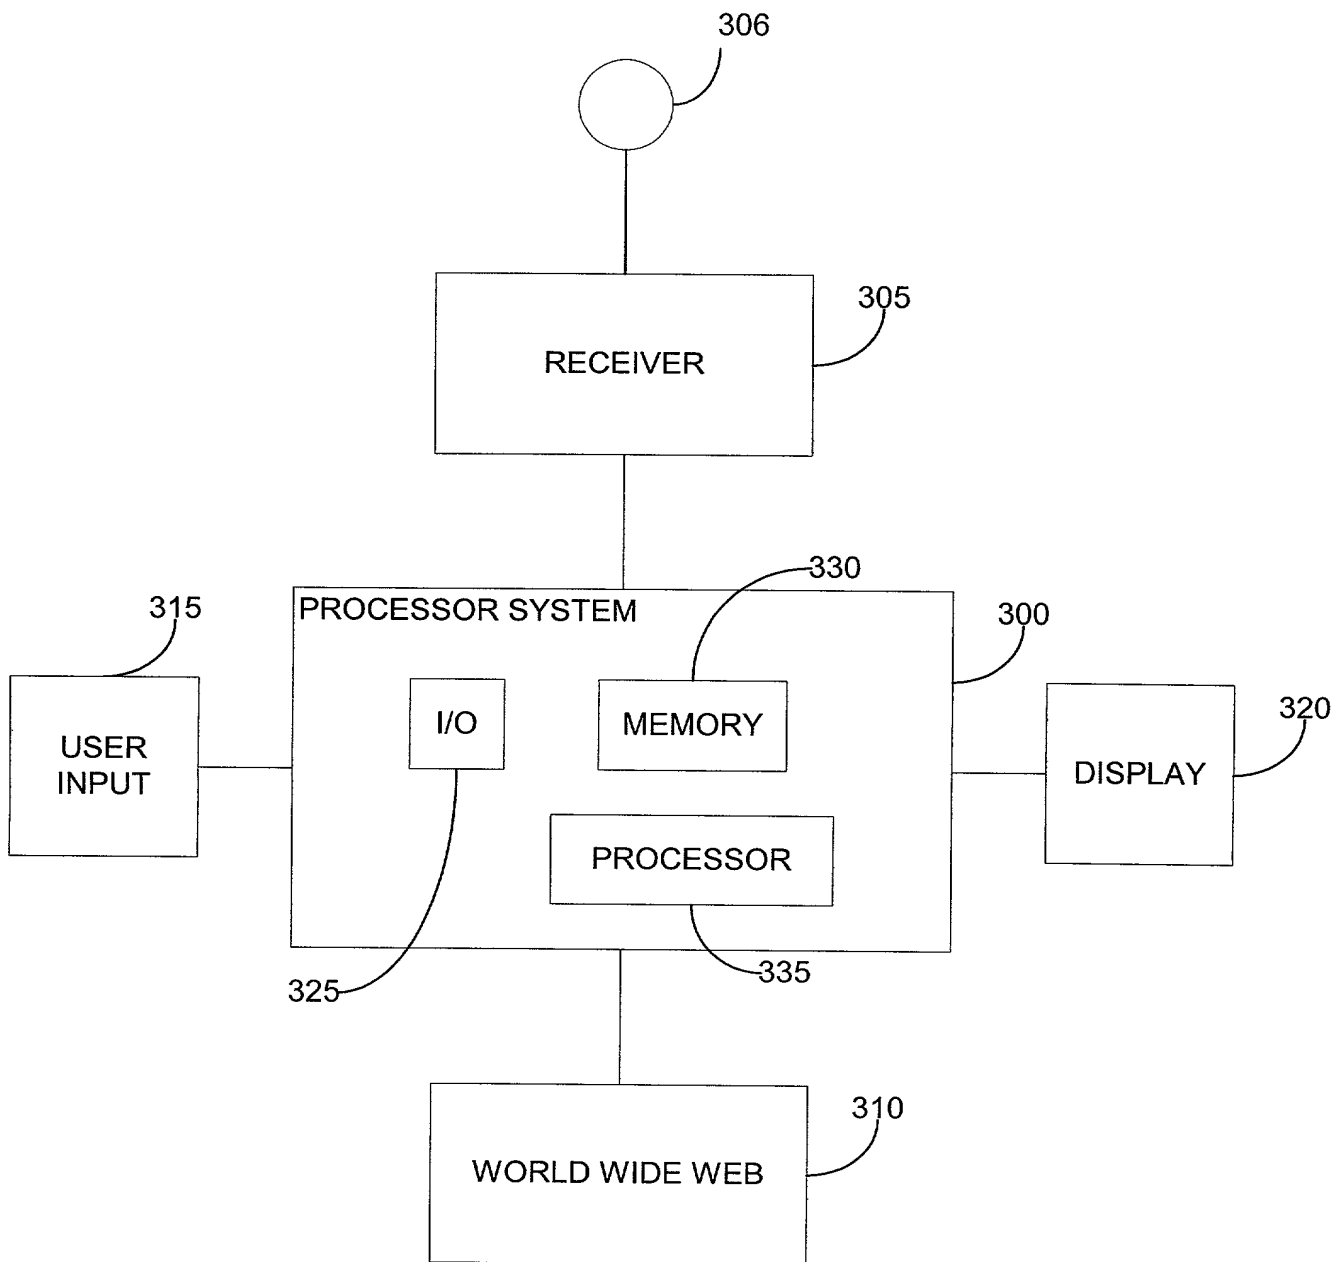 306
305
RECEIVER
330
315
PROCESSOR SYSTEM
300
I/O
MEMORY
320
USER
INPUT
DISPLAY
PROCESSOR
335
325
310
WORLD WIDE WEB